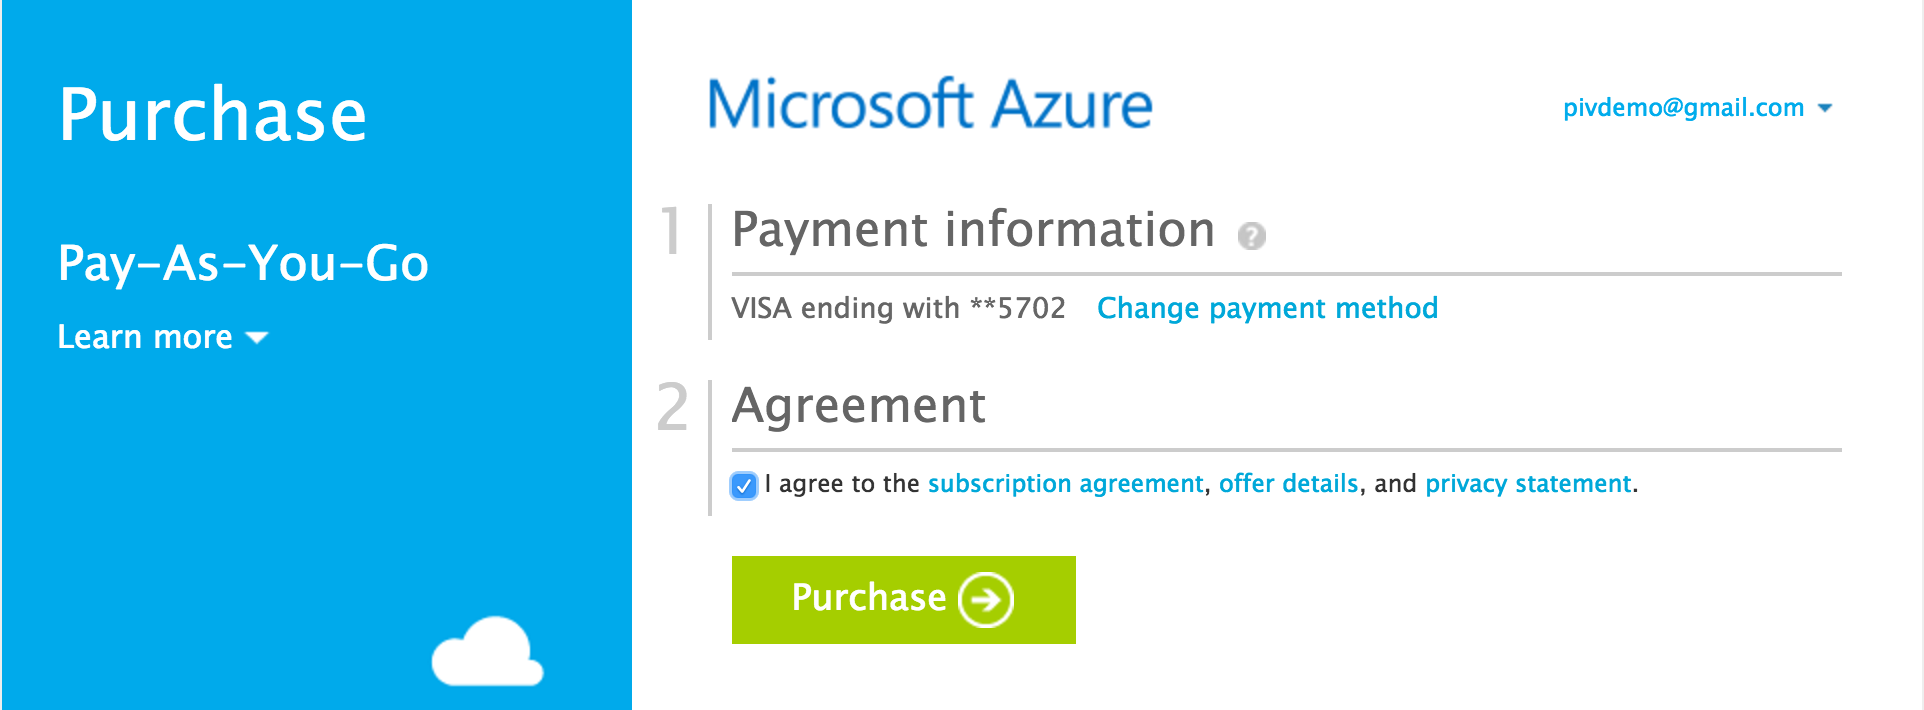 Purchase
Pay-As-You-Go
Learn more
Microsoft Azure
pivdemo@gmail.com
1 Payment information ?
VISA ending with **5702 Change payment method
2 Agreement
I agree to the subscription agreement, offer details, and privacy statement.
Purchase